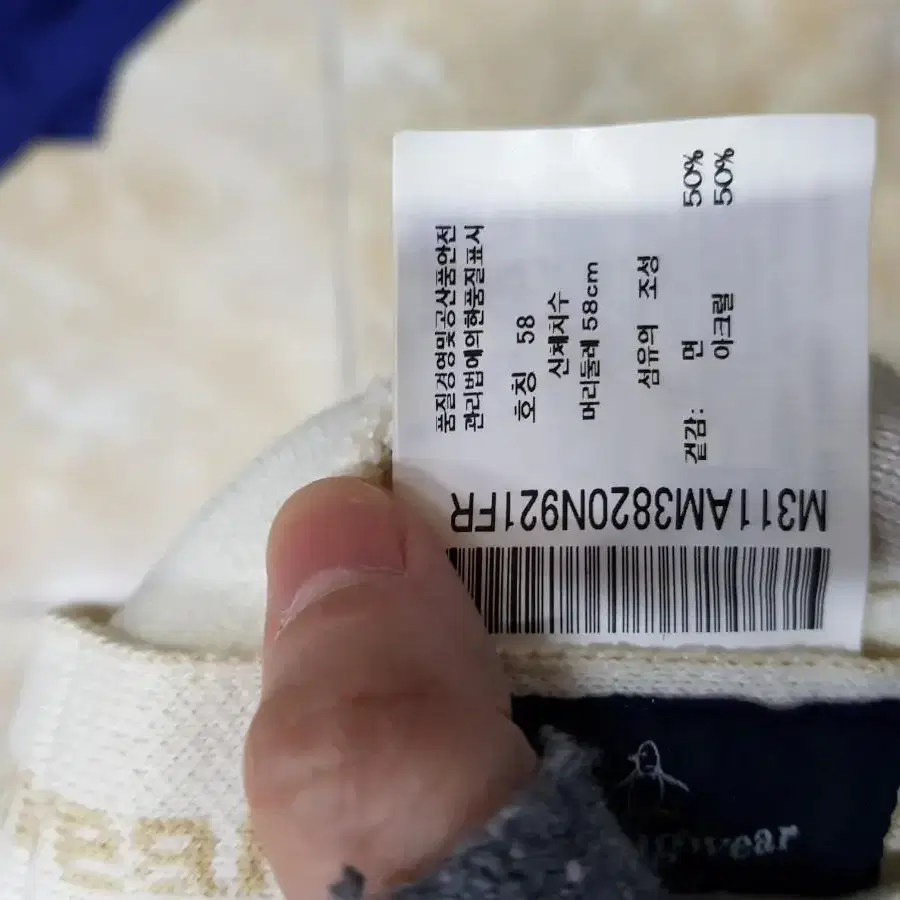 품질경영및공산품안전
관리법에의한품질표시
호칭 58
신체치수
머리둘레 58cm
섬유의 조성
겉감: 면 50%
아크릴 50%
M311AM3820N921FR